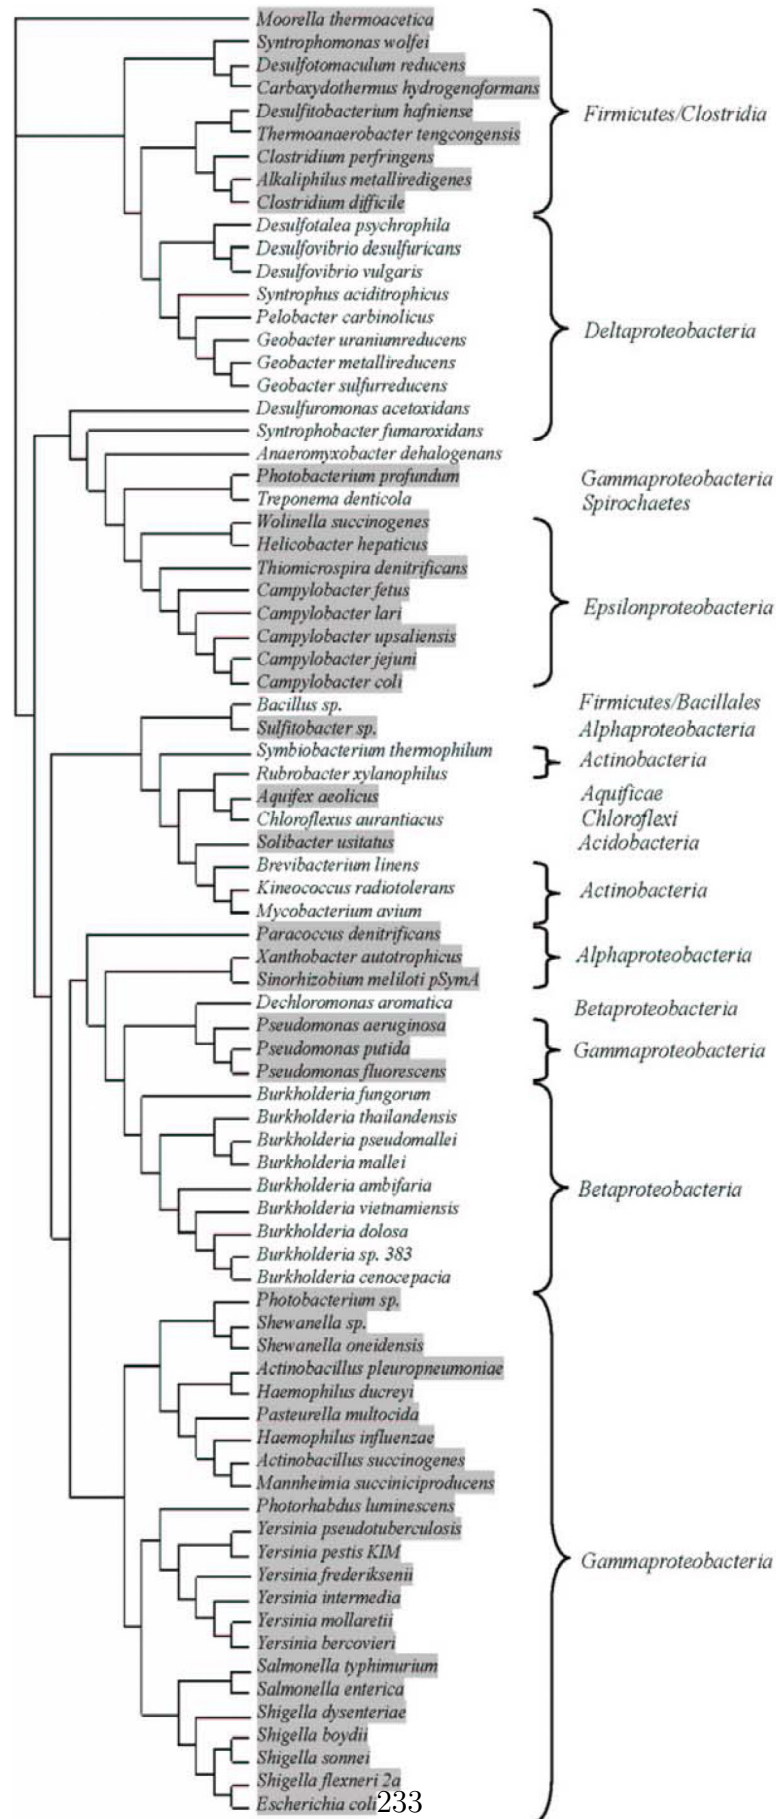 Moorella thermoacetica
Syntrophomonas wolfei
Desulfotomaculum reducens
Carboxydothermus hydrogenoformans
Desulfitobacterium hafniense
Firmicutes/Clostridia
Thermoanaerobacter tengcongensis
Clostridium perfringens
Alkaliphilus metalliredigenes
Clostridium difficile
Desulfotalea psychrophila
Desulfovibrio desulfuricans
Desulfovibrio vulgaris
Syntrophus aciditrophicus
Pelobacter carbinolicus
Deltaproteobacteria
Geobacter uraniumreducens
Geobacter metallireducens
Geobacter sulfurreducens
Desulfuromonas acetoxidans
Syntrophobacter fumaroxidans
Anaeromyxobacter dehalogenans
Photobacterium profundum Gammaproteobacteria
Treponema denticola Spirochaetes
Wolinella succinogenes
Helicobacter hepaticus
Thiomicrospira denitrificans
Campylobacter fetus
Campylobacter lari Epsilonproteobacteria
Campylobacter upsaliensis
Campylobacter jejuni
Campylobacter coli
Bacillus sp. Firmicutes/Bacillales
Sulfitobacter sp. Alphaproteobacteria
Symbiobacterium thermophilum Actinobacteria
Rubrobacter xylanophilus
Aquifex aeolicus Aquificae
Chloroflexus aurantiacus Chloroflexi
Solibacter usitatus Acidobacteria
Brevibacterium linens
Kineococcus radiotolerans Actinobacteria
Mycobacterium avium
Paracoccus denitrificans
Xanthobacter autotrophicus Alphaproteobacteria
Sinorhizobium meliloti pSymA
Dechloromonas aromatica Betaproteobacteria
Pseudomonas aeruginosa
Pseudomonas putida Gammaproteobacteria
Pseudomonas fluorescens
Burkholderia fungorum
Burkholderia thailandensis
Burkholderia pseudomallei
Burkholderia mallei
Burkholderia ambifaria Betaproteobacteria
Burkholderia vietnamiensis
Burkholderia dolosa
Burkholderia sp. 383
Burkholderia cenocepacia
Photobacterium sp.
Shewanella sp.
Shewanella oneidensis
Actinobacillus pleuropneumoniae
Haemophilus ducreyi
Pasteurella multocida
Haemophilus influenzae
Actinobacillus succinogenes
Mannheimia succiniciproducens
Photorhabdus luminescens
Yersinia pseudotuberculosis
Yersinia pestis KIM
Gammaproteobacteria
Yersinia frederiksenii
Yersinia intermedia
Yersinia mollaretii
Yersinia bercovieri
Salmonella typhimurium
Salmonella enterica
Shigella dysenteriae
Shigella boydii
Shigella sonnei
Shigella flexneri 2a
Escherichia coli 233